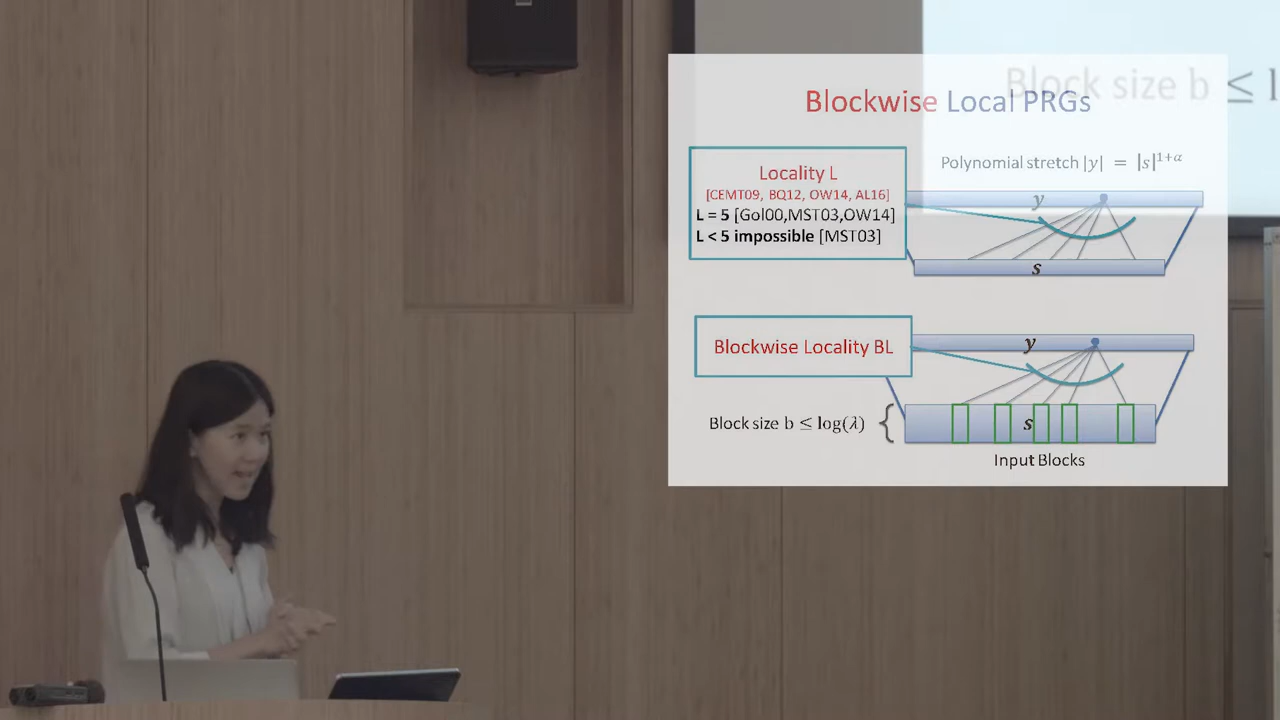 Block size b ≤ l
Blockwise Local PRGs
Locality L
[CEMT09, BQ12, OW14, AL16]
L = 5 [Gol00,MST03,OW14]
L < 5 impossible [MST03]
Polynomial stretch |y| = |s|^{1+α}
y
s
Blockwise Locality BL
y
Block size b ≤ log(λ)
s
Input Blocks